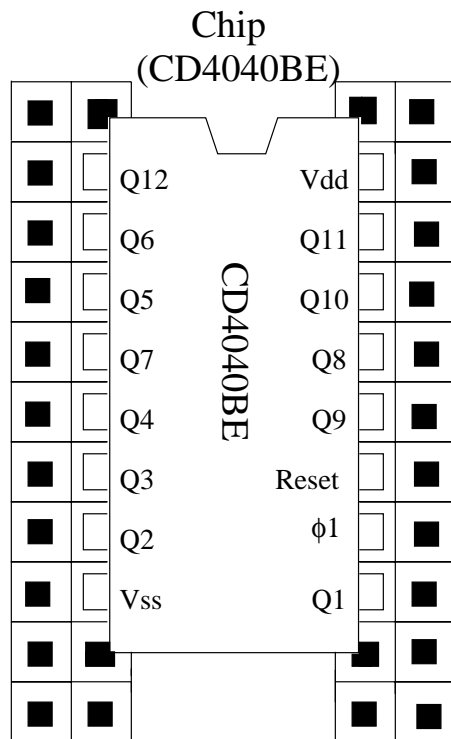 Chip
(CD4040BE)
Q12 Vdd
Q6 Q11
Q5 Q10
CD4040BE
Q7 Q8
Q4 Q9
Q3 Reset
Q2 ϕ1
Vss Q1